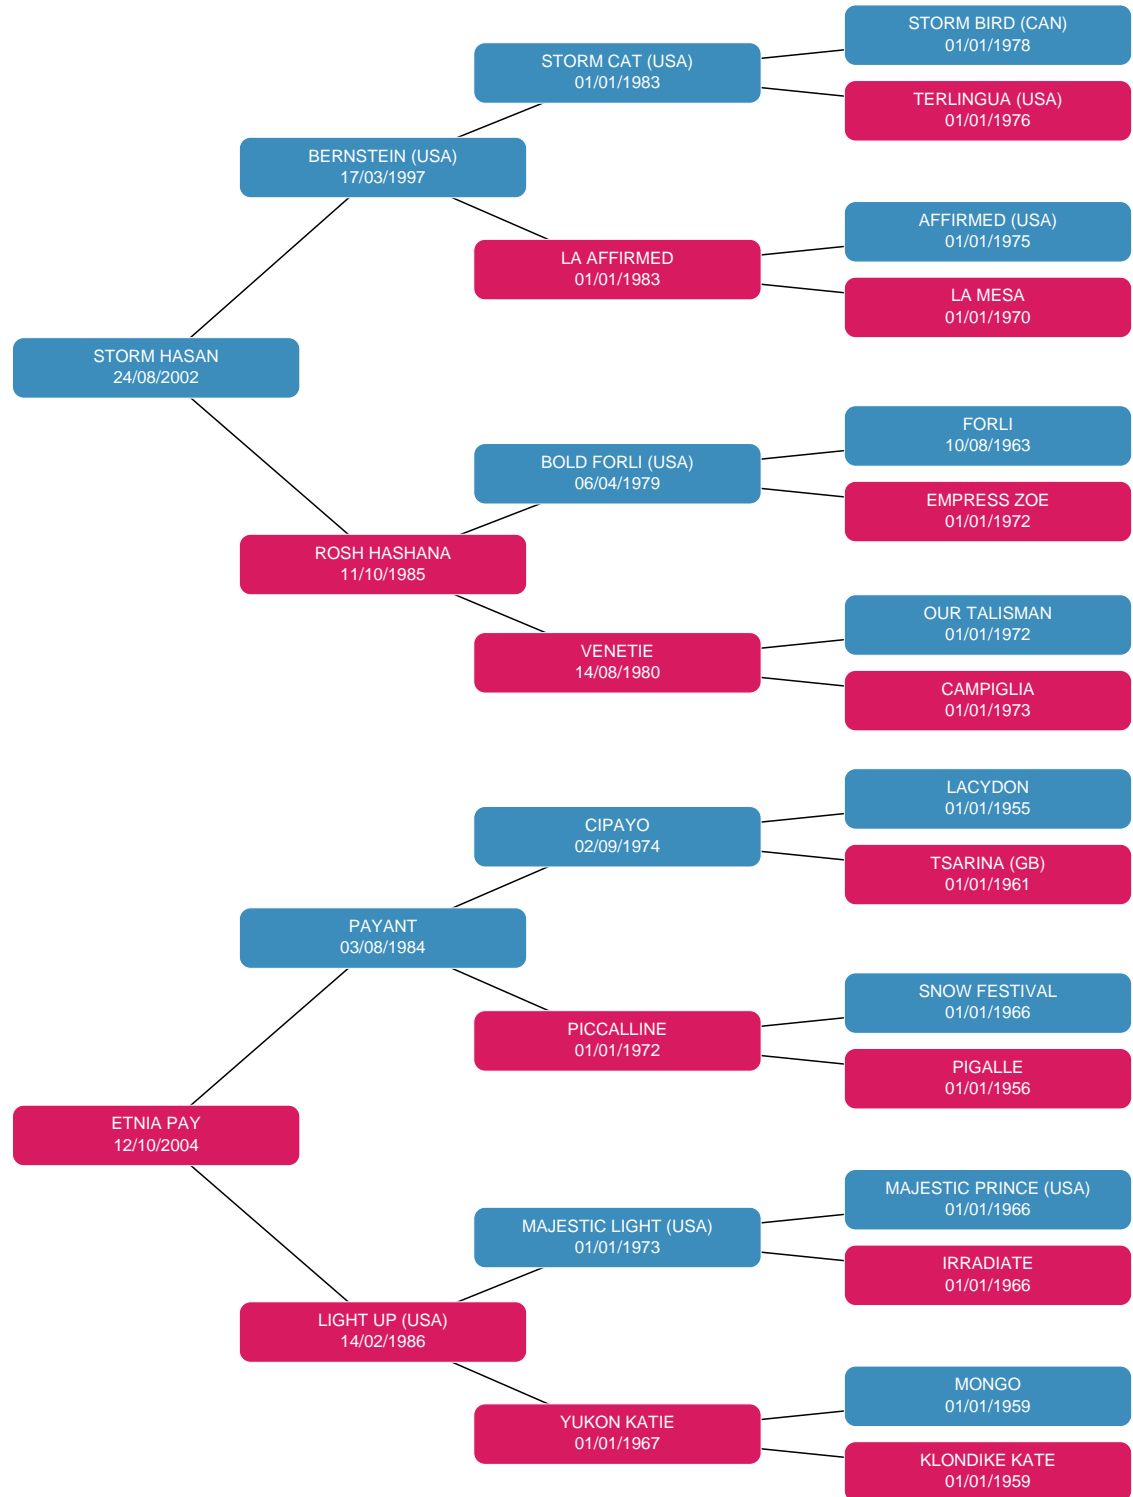 STORM BIRD (CAN)
01/01/1978
STORM CAT (USA)
01/01/1983
TERLINGUA (USA)
01/01/1976
BERNSTEIN (USA)
17/03/1997
AFFIRMED (USA)
01/01/1975
LA AFFIRMED
01/01/1983
LA MESA
01/01/1970
STORM HASAN
24/08/2002
FORLI
10/08/1963
BOLD FORLI (USA)
06/04/1979
EMPRESS ZOE
01/01/1972
ROSH HASHANA
11/10/1985
OUR TALISMAN
01/01/1972
VENETIE
14/08/1980
CAMPIGLIA
01/01/1973
LACYDON
01/01/1955
CIPAYO
02/09/1974
TSARINA (GB)
01/01/1961
PAYANT
03/08/1984
SNOW FESTIVAL
01/01/1966
PICCALLINE
01/01/1972
PIGALLE
01/01/1956
ETNIA PAY
12/10/2004
MAJESTIC PRINCE (USA)
01/01/1966
MAJESTIC LIGHT (USA)
01/01/1973
IRRADIATE
01/01/1966
LIGHT UP (USA)
14/02/1986
MONGO
01/01/1959
YUKON KATIE
01/01/1967
KLONDIKE KATE
01/01/1959